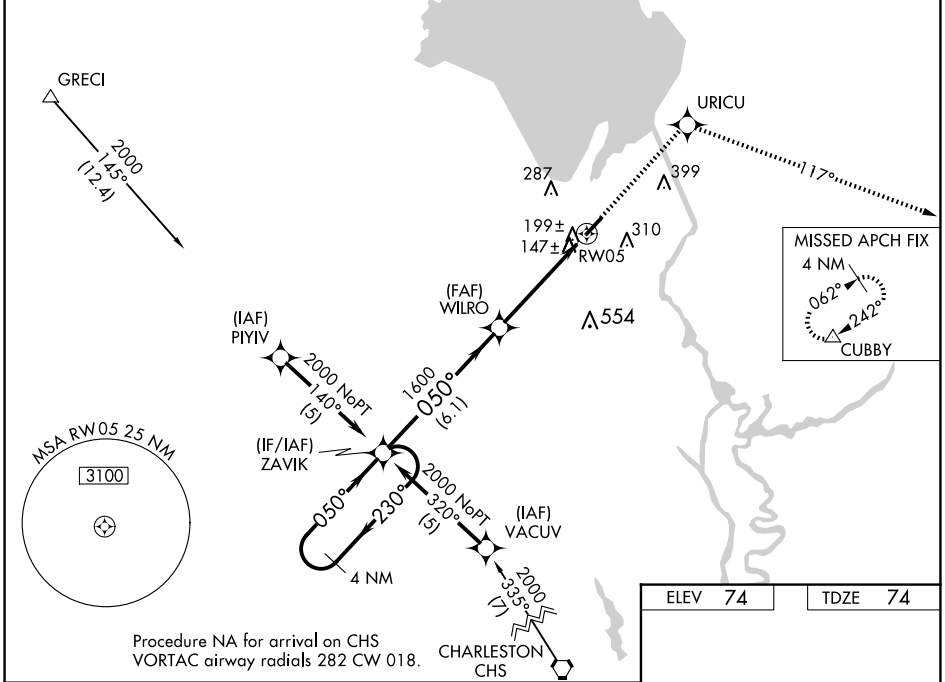 GRECI
2000
145°
(12.4)
URICU
117°
287
399
199±
147±
310
RW05
MISSED APCH FIX
4 NM
062°
242°
CUBBY
(FAF)
WILRO
554
(IAF)
PIYIV
2000 NoPT
140°
(5)
1600
050°
(6.1)
MSA RW05 25 NM
3100
(IF/IAF)
ZAVIK
050°
230°
4 NM
2000 NoPT
320°
(5)
(IAF)
VACUV
2000
335°
(7)
CHARLESTON
CHS
Procedure NA for arrival on CHS
VORTAC airway radials 282 CW 018.
ELEV 74
TDZE 74